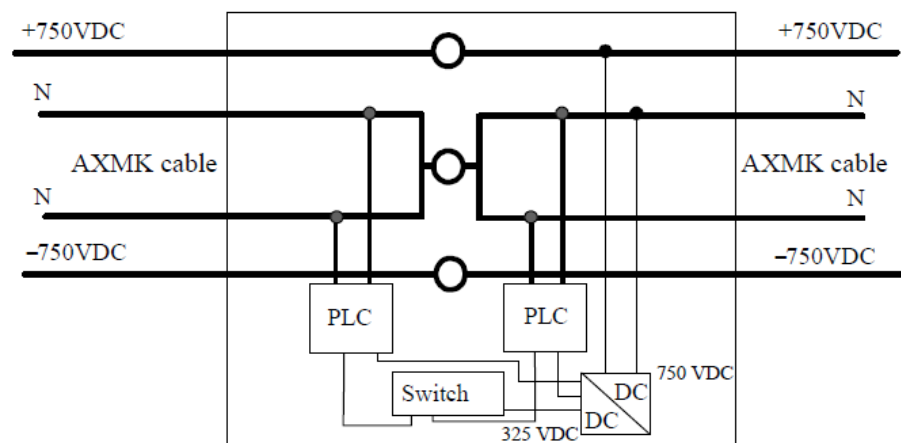 +750VDC +750VDC
N N
AXMK cable AXMK cable
N N
−750VDC −750VDC
PLC PLC
750 VDC
Switch DC
DC
325 VDC